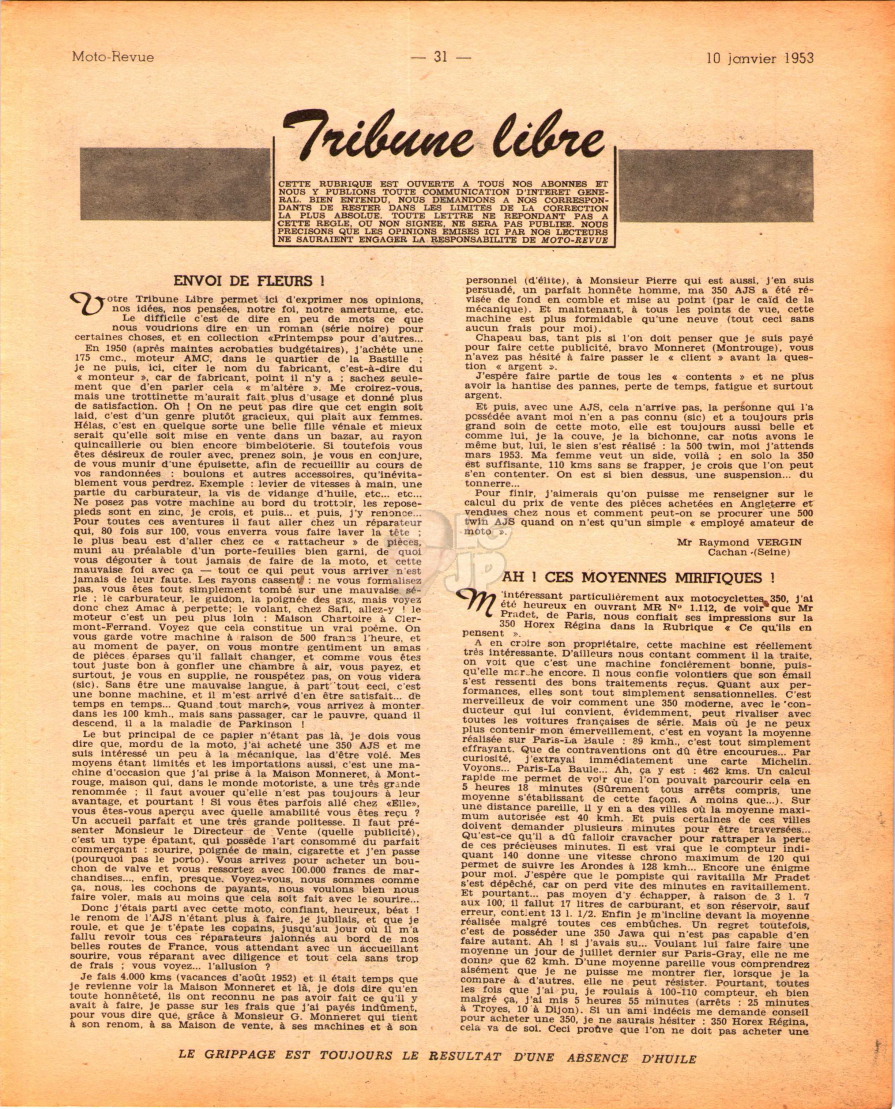 Moto-Revue
— 31 —
10 janvier 1953
Tribune libre
CETTE RUBRIQUE EST OUVERTE A TOUS NOS ABONNES ET
NOUS Y PUBLIONS TOUTE COMMUNICATION D'INTERET GENE-
RAL. BIEN ENTENDU, NOUS DEMANDONS A NOS CORRESPON-
DANTS DE RESTER DANS LES LIMITES DE LA CORRECTION
LA PLUS ABSOLUE. TOUTE LETTRE NE REPONDANT PAS A
CETTE REGLE, OU NON SIGNEE, NE SERA PAS PUBLIEE. NOUS
PRECISONS QUE LES OPINIONS EMISES ICI PAR NOS LECTEURS
NE SAURAIENT ENGAGER LA RESPONSABILITE DE MOTO-REVUE
ENVOI DE FLEURS !
Votre Tribune Libre permet ici d'exprimer nos opinions,
nos idées, nos pensées, notre foi, notre amertume, etc.
Le difficile c'est de dire en peu de mots ce que
nous voudrions dire en un roman (série noire) pour
certaines choses, et en collection «Printemps» pour d'autres...
En 1950 (après maintes acrobaties budgétaires), j'achète une
175 cmc., moteur AMC, dans le quartier de la Bastille ;
je ne puis, ici, citer le nom du fabricant, c'est-à-dire du
« monteur », car de fabricant, point il n'y a ; sachez seule-
ment que d'en parler cela « m'altère ». Me croirez-vous,
mais une trottinette m'aurait fait plus d'usage et donné plus
de satisfaction. Oh ! On ne peut pas dire que cet engin soit
laid, c'est d'un genre plutôt gracieux, qui plaît aux femmes.
Hélas, c'est en quelque sorte une belle fille vénale et mieux
serait qu'elle soit mise en vente dans un bazar, au rayon
quincaillerie ou bien encore bimbeloterie. Si toutefois vous
êtes désireux de rouler avec, prenez soin, je vous en conjure,
de vous munir d'une épuisette, afin de recueillir au cours de
vos randonnées : boulons et autres accessoires, qu'inévita-
blement vous perdrez. Exemple : levier de vitesses à main, une
partie du carburateur, la vis de vidange d'huile, etc... etc...
Ne posez pas votre machine au bord du trottoir, les repose-
pieds sont en zinc, je crois, et puis... et puis, j'y renonce...
Pour toutes ces aventures il faut aller chez un réparateur
qui, 80 fois sur 100, vous enverra vous faire laver la tête ;
le plus beau est d'aller chez ce « rattacheur » de pièces,
muni au préalable d'un porte-feuilles bien garni, de quoi
vous dégoûter à tout jamais de faire de la moto, et cette
mauvaise foi avec ça — tout ce qui peut vous arriver n'est
jamais de leur faute. Les rayons cassent : ne vous formalisez
pas, vous êtes tout simplement tombé sur une mauvaise sé-
rie ; le carburateur, le guidon, la poignée des gaz, mais voyez
donc chez Amac à perpette; le volant, chez Safi, allez-y ! le
moteur c'est un peu plus loin : Maison Chartoire à Cler-
mont-Ferrand. Voyez que cela constitue un vrai poème. On
vous garde votre machine à raison de 500 francs l'heure, et
au moment de payer, on vous montre gentiment un amas
de pièces éparses qu'il fallait changer, et comme vous êtes
tout juste bon à gonfler une chambre à air, vous payez, et
surtout, je vous en supplie, ne rouspétez pas, on vous videra
(sic). Sans être une mauvaise langue, à part tout ceci, c'est
une bonne machine, et il m'est arrivé d'en être satisfait... de
temps en temps... Quand tout marche, vous arrivez à monter
dans les 100 kmh., mais sans passager, car le pauvre, quand il
descend, il a la maladie de Parkinson !
Le but principal de ce papier n'étant pas là, je dois vous
dire que, mordu de la moto, j'ai acheté une 350 AJS et me
suis intéressé un peu à la mécanique, las d'être volé. Mes
moyens étant limités et les importations aussi, c'est une ma-
chine d'occasion que j'ai prise à la Maison Monneret, à Mont-
rouge, maison qui, dans le monde motoriste, a une très grande
renommée ; il faut avouer qu'elle n'est pas toujours à leur
avantage, et pourtant ! Si vous êtes parfois allé chez «Elle»,
vous êtes-vous aperçu avec quelle amabilité vous êtes reçu ?
Un accueil parfait et une très grande politesse. Il faut pré-
senter Monsieur le Directeur de Vente (quelle publicité),
c'est un type épatant, qui possède l'art consommé du parfait
commerçant : sourire, poignée de main, cigarette et j'en passe
(pourquoi pas le porto). Vous arrivez pour acheter un bou-
chon de valve et vous ressortez avec 100.000 francs de mar-
chandises... enfin, presque. Voyez-vous, nous sommes comme
ça, nous, les cochons de payants, nous voulons bien nous
faire voler, mais au moins que cela soit fait avec le sourire...
Donc j'étais parti avec cette moto, confiant, heureux, béat !
le renom de l'AJS n'étant plus à faire, je jubilais, et que je
roule, et que je t'épate les copains, jusqu'au jour où il m'a
fallu revoir tous ces réparateurs jalonnés au bord de nos
belles routes de France, vous attendant avec un accueillant
sourire, vous réparant avec diligence et tout cela sans trop
de frais ; vous voyez... l'allusion ?
Je fais 4.000 kms (vacances d'août 1952) et il était temps que
je revienne voir la Maison Monneret et là, je dois dire qu'en
toute honnêteté, ils ont reconnu ne pas avoir fait ce qu'il y
avait à faire, je passe sur les frais que j'ai payés indûment,
pour vous dire que, grâce à Monsieur G. Monneret qui tient
à son renom, à sa Maison de vente, à ses machines et à son
personnel (d'élite), à Monsieur Pierre qui est aussi, j'en suis
persuadé, un parfait honnête homme, ma 350 AJS a été ré-
visée de fond en comble et mise au point (par le caïd de la
mécanique). Et maintenant, à tous les points de vue, cette
machine est plus formidable qu'une neuve (tout ceci sans
aucun frais pour moi).
Chapeau bas, tant pis si l'on doit penser que je suis payé
pour faire cette publicité, bravo Monneret (Montrouge), vous
n'avez pas hésité à faire passer le « client » avant la ques-
tion « argent ».
J'espère faire partie de tous les « contents » et ne plus
avoir la hantise des pannes, perte de temps, fatigue et surtout
argent.
Et puis, avec une AJS, cela n'arrive pas, la personne qui l'a
possédée avant moi n'en a pas connu (sic) et a toujours pris
grand soin de cette moto, elle est toujours aussi belle et
comme lui, je la couve, je la bichonne, car nous avons le
même but, lui, le sien s'est réalisé : la 500 twin, moi j'attends
mars 1953. Ma femme veut un side, voilà ; en solo la 350
est suffisante, 110 kmh sans se frapper, je crois que l'on peut
s'en contenter. On est si bien dessus, une suspension... du
tonnerre...
Pour finir, j'aimerais qu'on puisse me renseigner sur le
calcul du prix de vente des pièces achetées en Angleterre et
vendues chez nous et comment peut-on se procurer une 500
twin AJS quand on n'est qu'un simple « employé amateur de
moto ».
Mr Raymond VERGIN
Cachan -(Seine)
AH ! CES MOYENNES MIRIFIQUES !
M'intéressant particulièrement aux motocyclettes 350, j'ai
été heureux en ouvrant MR N° 1.112, de voir que Mr
Pradet, de Paris, nous confiait ses impressions sur la
350 Horex Régina dans la Rubrique « Ce qu'ils en
pensent ».
A en croire son propriétaire, cette machine est réellement
très intéressante. D'ailleurs nous contant comment il la traite,
on voit que c'est une machine foncièrement bonne, puis-
qu'elle marche encore. Il nous confie volontiers que son émail
s'est ressenti des bons traitements reçus. Quant aux per-
formances, elles sont tout simplement sensationnelles. C'est
merveilleux de voir comment une 350 moderne, avec le con-
ducteur qui lui convient, évidemment, peut rivaliser avec
toutes les voitures françaises de série. Mais où je ne peux
plus contenir mon émerveillement, c'est en voyant la moyenne
réalisée sur Paris-La Baule : 89 kmh., c'est tout simplement
effrayant. Que de contraventions ont dû être encourues... Par
curiosité, j'extrayai immédiatement une carte Michelin.
Voyons... Paris-La Baule... Ah, ça y est : 462 kms. Un calcul
rapide me permet de voir que l'on pouvait parcourir cela en
5 heures 18 minutes (Sûrement tous arrêts compris, une
moyenne s'établissant de cette façon. A moins que...). Sur
une distance pareille, il y en a des villes où la moyenne maxi-
mum autorisée est 40 kmh. Et puis certaines de ces villes
doivent demander plusieurs minutes pour être traversées...
Qu'est-ce qu'il a dû falloir cravacher pour rattraper la perte
de ces précieuses minutes. Il est vrai que le compteur indi-
quant 140 donne une vitesse chrono maximum de 120 qui
permet de suivre les Arondes à 128 kmh... Encore une énigme
pour moi. J'espère que le pompiste qui ravitailla Mr Pradet
s'est dépêché, car on perd vite des minutes en ravitaillement.
Et pourtant... pas moyen d'y échapper, à raison de 3 l. 7
aux 100, il fallut 17 litres de carburant, et son réservoir, sauf
erreur, contient 13 l. 1/2. Enfin je m'incline devant la moyenne
réalisée malgré toutes ces embûches. Un regret toutefois,
c'est de posséder une 350 Jawa qui n'est pas capable d'en
faire autant. Ah ! si j'avais su... Voulant lui faire faire une
moyenne un jour de juillet dernier sur Paris-Gray, elle ne me
donna que 62 kmh. D'une moyenne pareille vous comprendrez
aisément que je ne puisse me montrer fier, lorsque je la
compare à d'autres, elle ne peut résister. Pourtant, toutes
les fois que j'ai pu, je roulais à 100-110 compteur, eh bien
malgré ça, j'ai mis 5 heures 55 minutes (arrêts : 25 minutes
à Troyes, 10 à Dijon). Si un ami indécis me demande conseil
pour acheter une 350, je ne saurais hésiter : 350 Horex Régina,
cela va de soi. Ceci prouve que l'on ne doit pas acheter une
LE GRIPPAGE EST TOUJOURS LE RESULTAT D'UNE ABSENCE D'HUILE